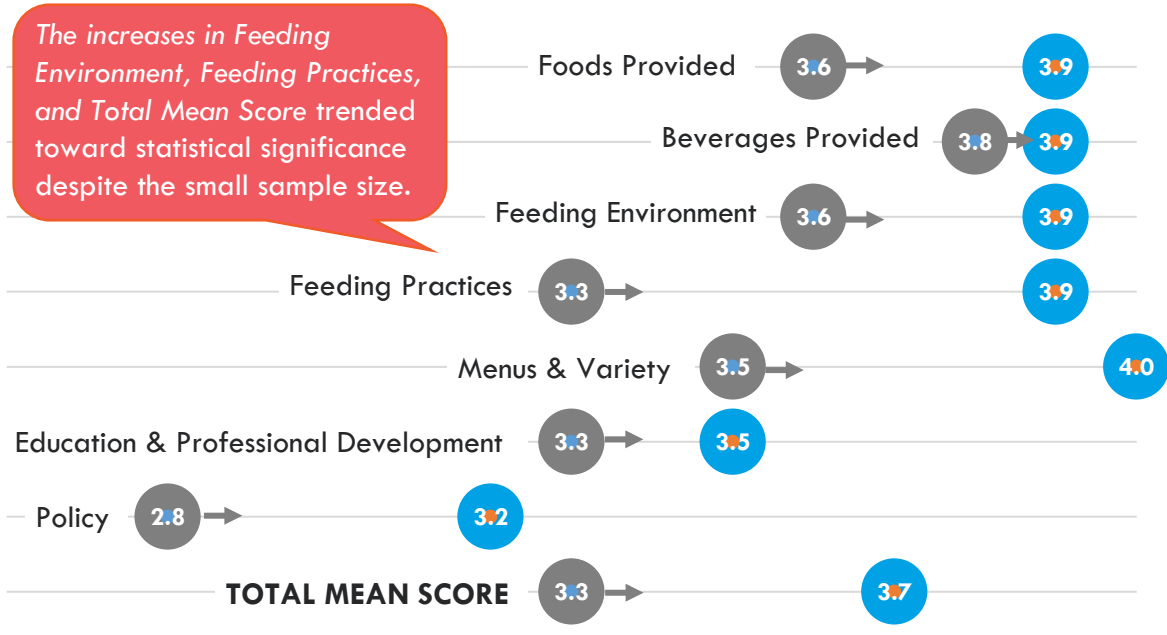 The increases in Feeding
Environment, Feeding Practices,
and Total Mean Score trended
toward statistical significance
despite the small sample size.
Foods Provided 3.6 3.9
Beverages Provided 3.8 3.9
Feeding Environment 3.6 3.9
Feeding Practices 3.3 3.9
Menus & Variety 3.5 4.0
Education & Professional Development 3.3 3.5
Policy 2.8 3.2
TOTAL MEAN SCORE 3.3 3.7